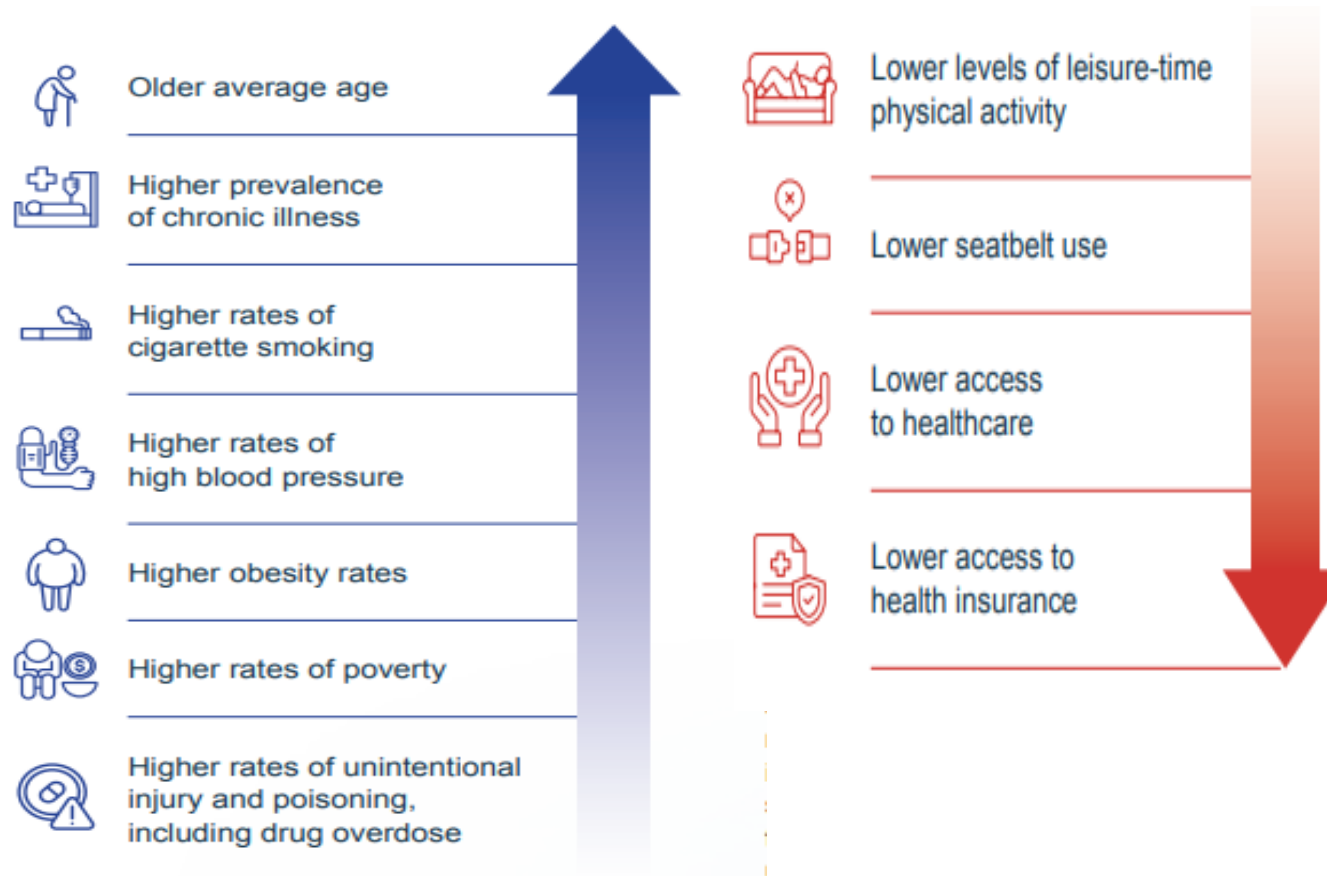 Older average age
Higher prevalence
of chronic illness
Higher rates of
cigarette smoking
Higher rates of
high blood pressure
Higher obesity rates
Higher rates of poverty
Higher rates of unintentional
injury and poisoning,
including drug overdose
Lower levels of leisure-time
physical activity
Lower seatbelt use
Lower access
to healthcare
Lower access to
health insurance